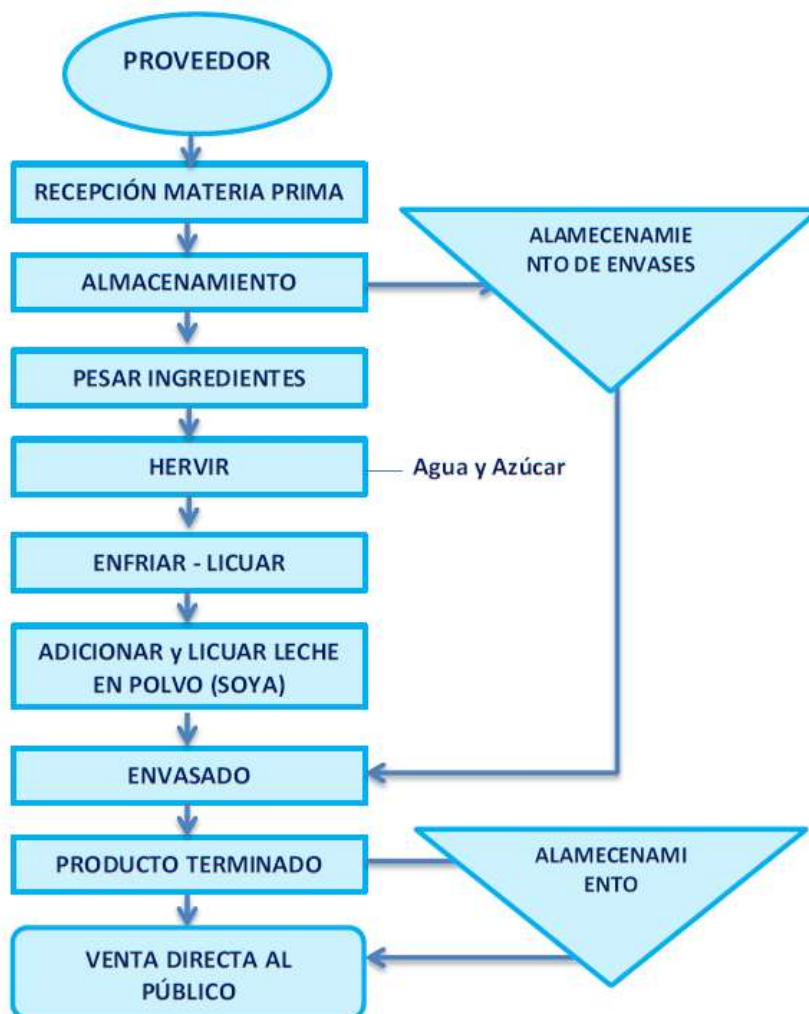 PROVEEDOR
RECEPCIÓN MATERIA PRIMA
ALAMECENAMIE
NTO DE ENVASES
ALMACENAMIENTO
PESAR INGREDIENTES
HERVIR
Agua y Azúcar
ENFRIAR - LICUAR
ADICIONAR y LICUAR LECHE
EN POLVO (SOYA)
ENVASADO
PRODUCTO TERMINADO
ALAMECENAMI
ENTO
VENTA DIRECTA AL
PÚBLICO